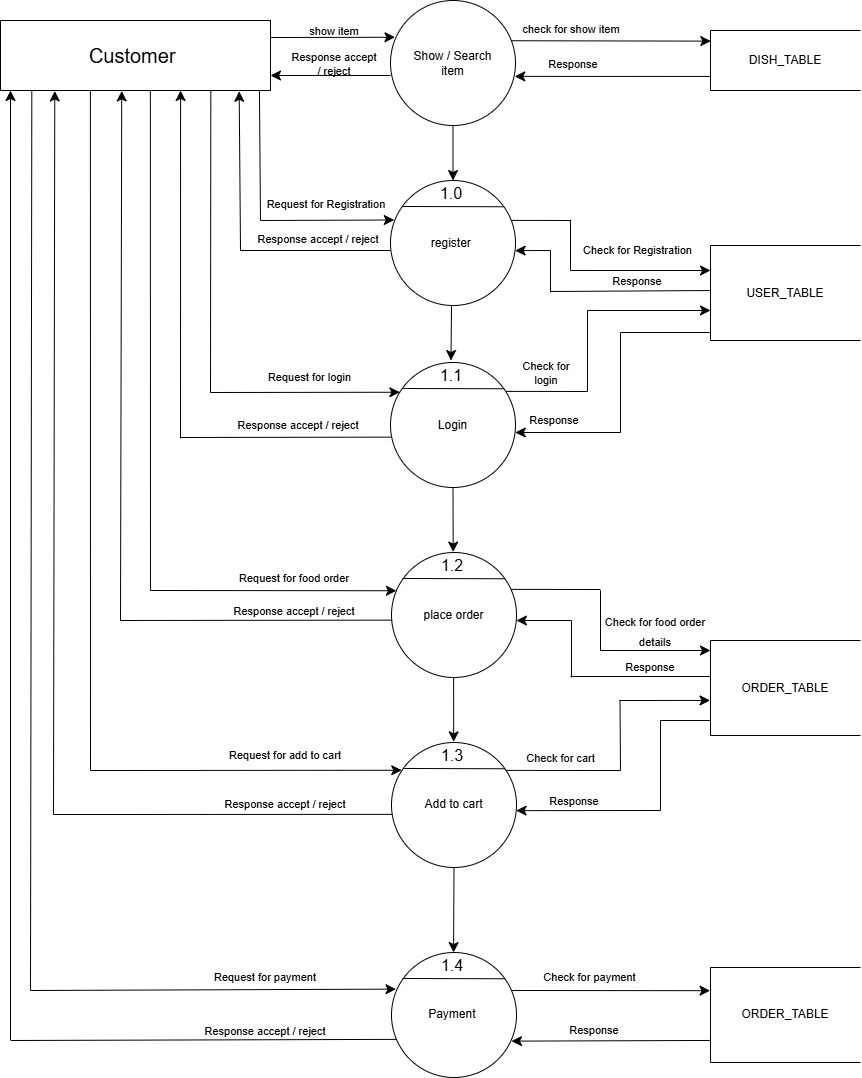 Customer
show item
Response accept
/ reject
Show / Search
item
check for show item
Response
DISH_TABLE
1.0
register
Request for Registration
Response accept / reject
Check for Registration
Response
USER_TABLE
1.1
Login
Request for login
Response accept / reject
Check for
login
Response
1.2
place order
Request for food order
Response accept / reject
Check for food order
details
Response
ORDER_TABLE
1.3
Add to cart
Request for add to cart
Response accept / reject
Check for cart
Response
1.4
Payment
Request for payment
Response accept / reject
Check for payment
Response
ORDER_TABLE